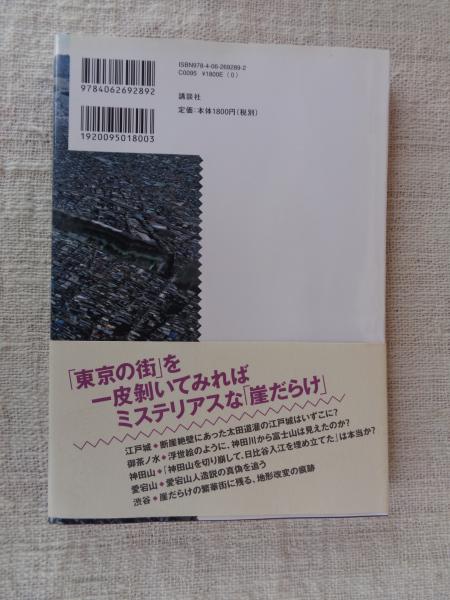 ISBN978-4-06-269289-2
C0095 ¥1800E (0)
9784062692892
講談社
定価:本体1800円(税別)
1920095018003
「東京の街」を
一皮剝いてみれば
ミステリアスな「崖だらけ」
江戸城◆断崖絶壁にあった太田道灌の江戸城はいずこに?
御茶ノ水◆浮世絵のように、神田川から富士山は見えたのか?
神田山◆「神田山を切り崩して、日比谷入江を埋め立てた」は本当か?
愛宕山◆愛宕山人造説の真偽を追う
渋谷◆崖だらけの繁華街に残る、地形改変の痕跡